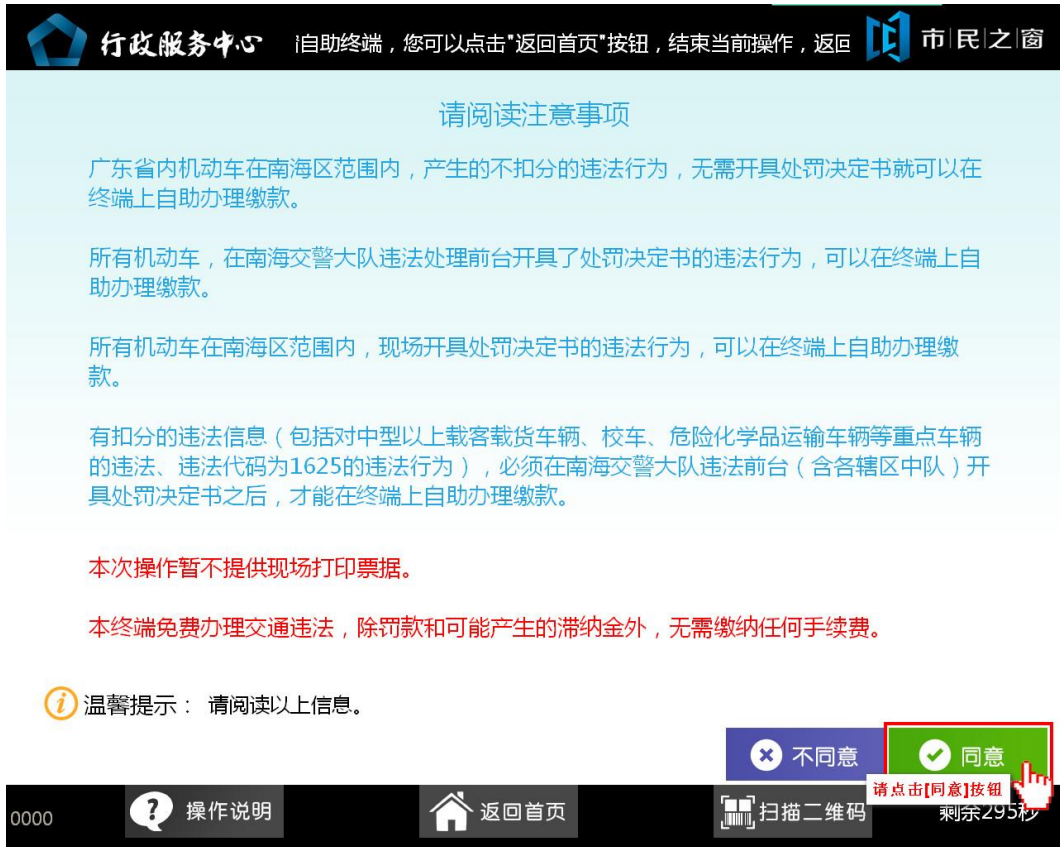 行政服务中心
自助终端，您可以点击"返回首页"按钮，结束当前操作，返回
市民之窗
请阅读注意事项
广东省内机动车在南海区范围内，产生的不扣分的违法行为，无需开具处罚决定书就可以在
终端上自助办理缴款。
所有机动车，在南海交警大队违法处理前台开具了处罚决定书的违法行为，可以在终端上自
助办理缴款。
所有机动车在南海区范围内，现场开具处罚决定书的违法行为，可以在终端上自助办理缴
款。
有扣分的违法信息（包括对中型以上载客载货车辆、校车、危险化学品运输车辆等重点车辆
的违法、违法代码为1625的违法行为），必须在南海交警大队违法前台（含各辖区中队）开
具处罚决定书之后，才能在终端上自助办理缴款。
本次操作暂不提供现场打印票据。
本终端免费办理交通违法，除罚款和可能产生的滞纳金外，无需缴纳任何手续费。
温馨提示： 请阅读以上信息。
不同意
同意
请点击[同意]按钮
0000
操作说明
返回首页
扫描二维码
剩余295秒